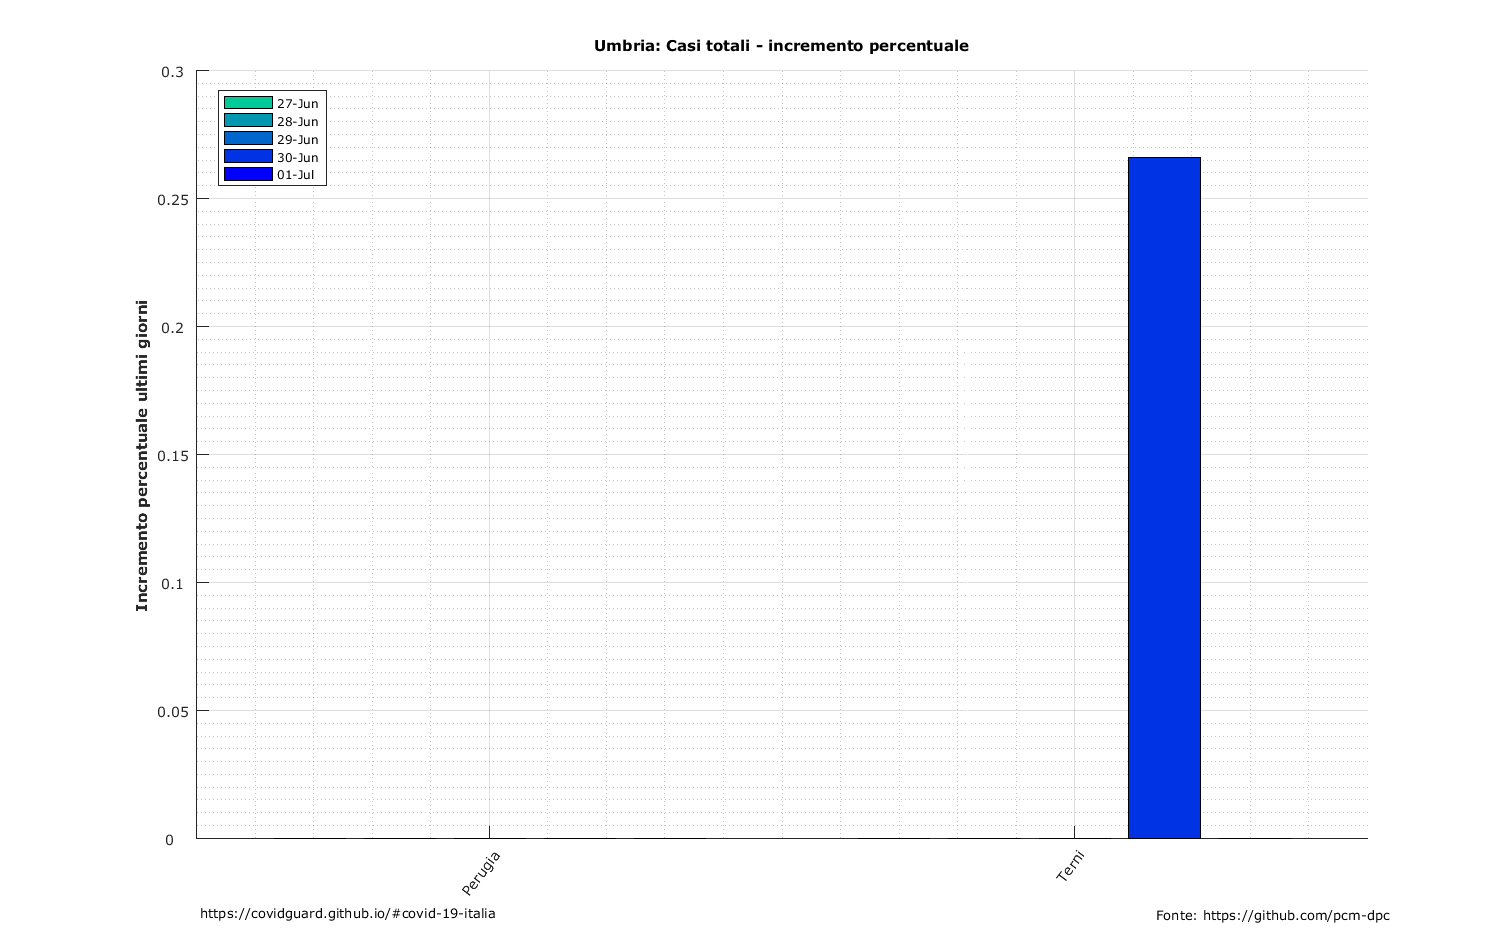 Umbria: Casi totali - incremento percentuale
0.3
0.25
0.2
0.15
0.1
0.05
0
27-Jun
28-Jun
29-Jun
30-Jun
01-Jul
Incremento percentuale ultimi giorni
Perugia
Terni
https://covidguard.github.io/#covid-19-italia
Fonte: https://github.com/pcm-dpc